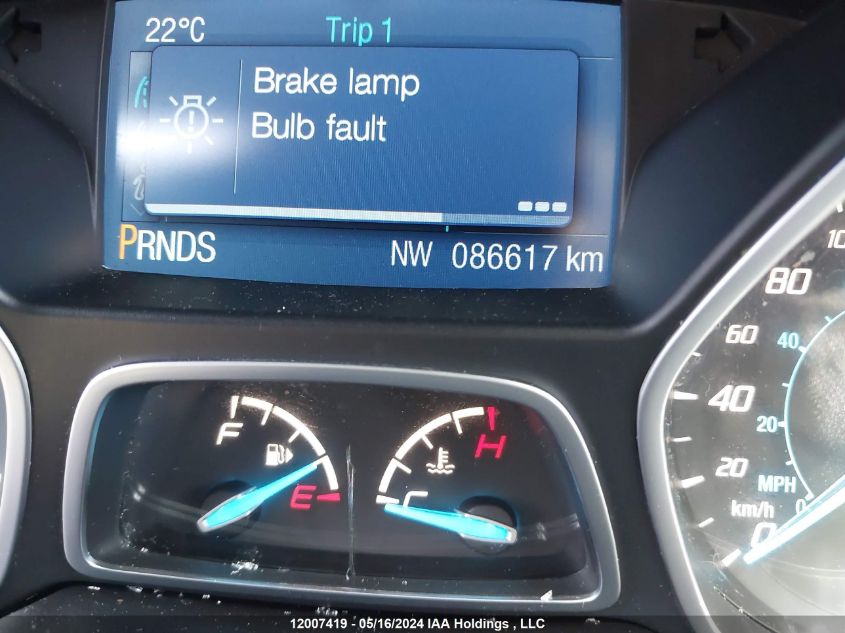 22°C Trip 1
Brake lamp
Bulb fault
PRNDS NW 086617 km
F
E
H
C
80
60
40
20
0
km/h
40
20
0
MPH
12007419 - 05/16/2024 IAA Holdings , LLC